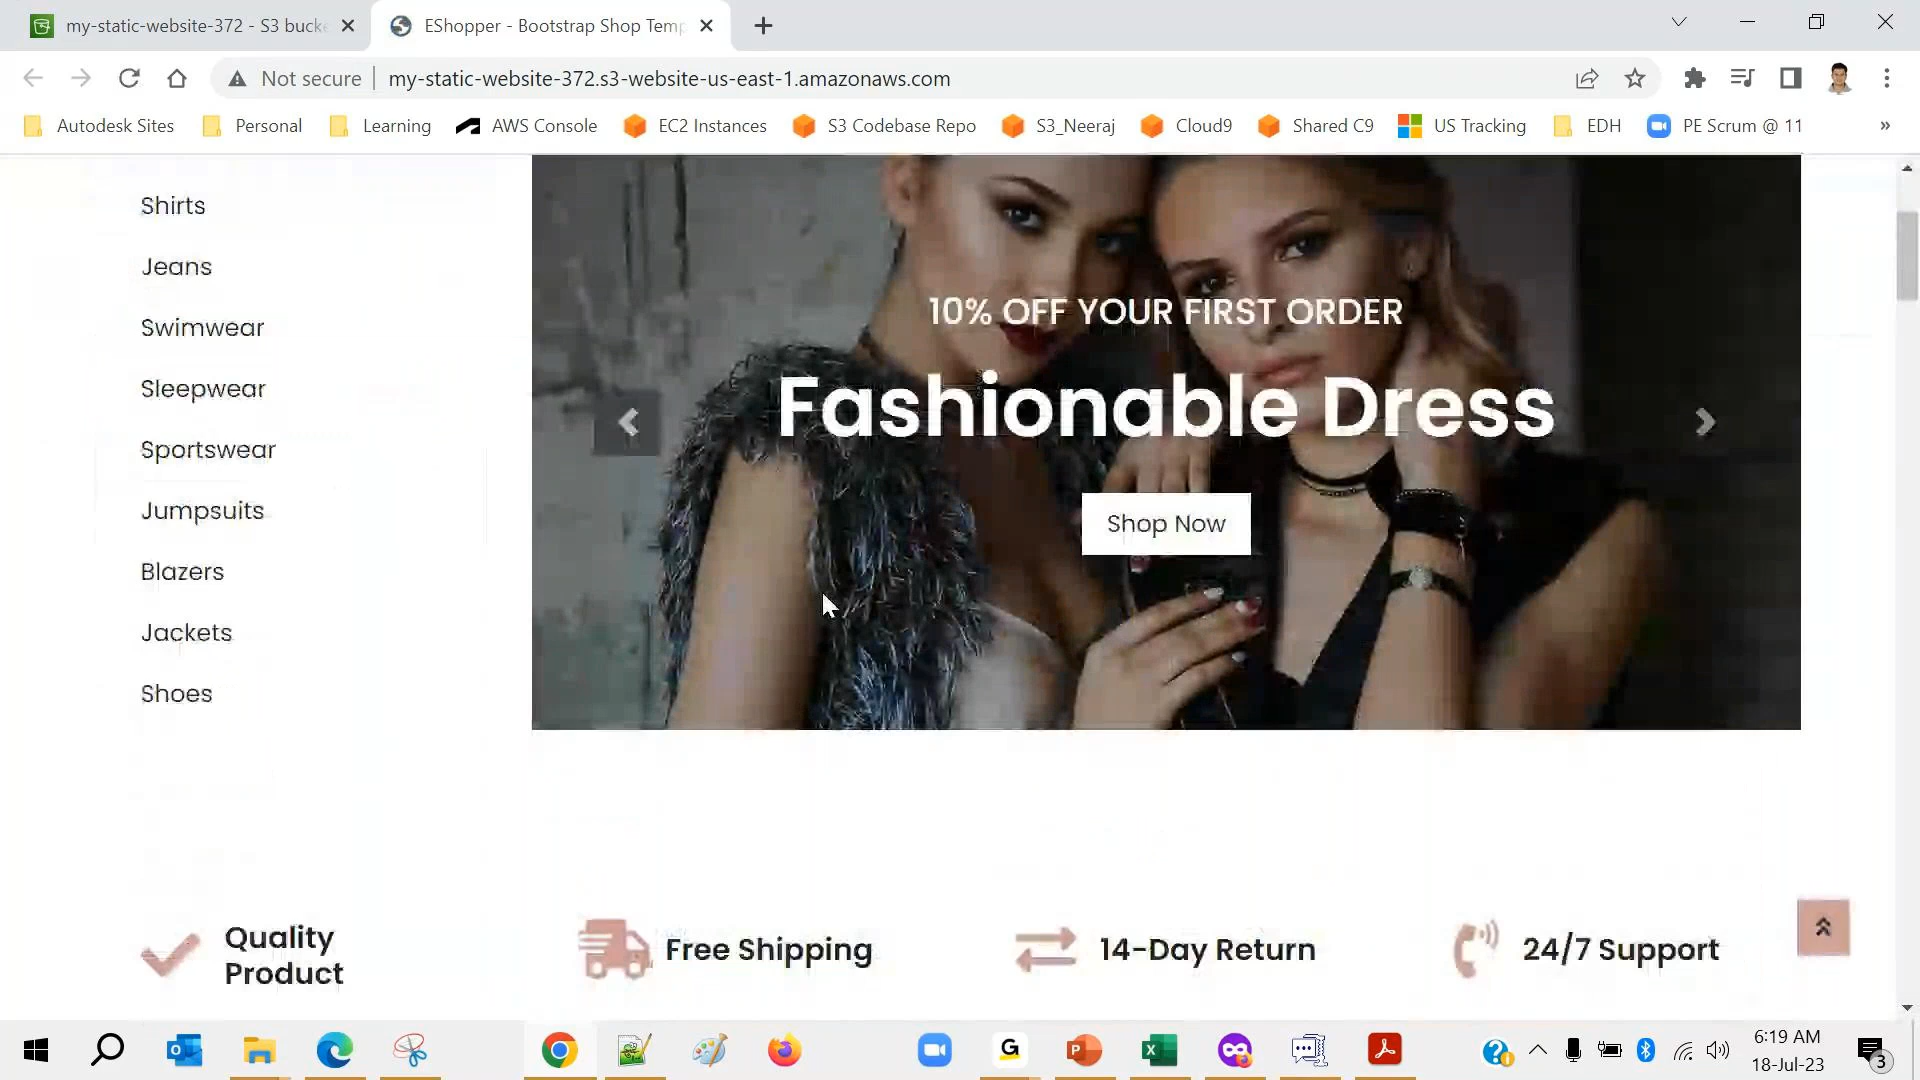 my-static-website-372 - S3 bucke
EShopper - Bootstrap Shop Temp
Not secure
my-static-website-372.s3-website-us-east-1.amazonaws.com
Autodesk Sites
Personal
Learning
AWS Console
EC2 Instances
S3 Codebase Repo
S3_Neeraj
Cloud9
Shared C9
US Tracking
EDH
PE Scrum @ 11
»
Shirts
Jeans
Swimwear
Sleepwear
Sportswear
Jumpsuits
Blazers
Jackets
Shoes
10% OFF YOUR FIRST ORDER
Fashionable Dress
Shop Now
Quality
Product
Free Shipping
14-Day Return
24/7 Support
6:19 AM
18-Jul-23
3